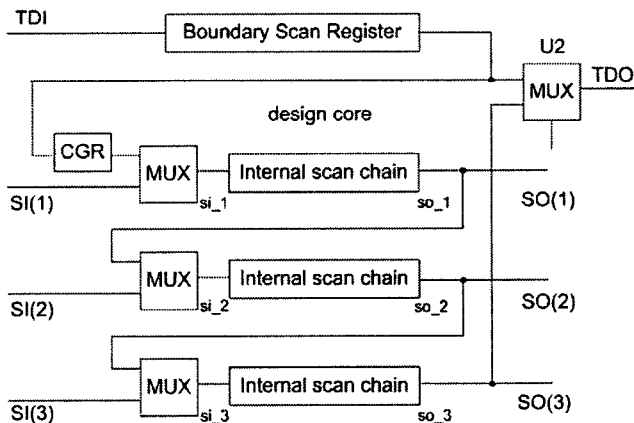 TDI
Boundary Scan Register
U2
MUX
TDO
design core
CGR
MUX
Internal scan chain
SI(1)
si_1
so_1
SO(1)
MUX
Internal scan chain
SI(2)
si_2
so_2
SO(2)
MUX
Internal scan chain
SI(3)
si_3
so_3
SO(3)